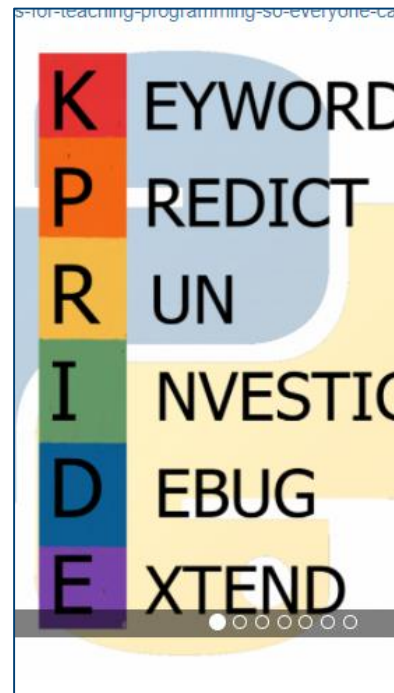 s-for-teaching-programming-so-everyone-ca
K EYWORD
P REDICT
R UN
I NVESTIG
D EBUG
E XTEND